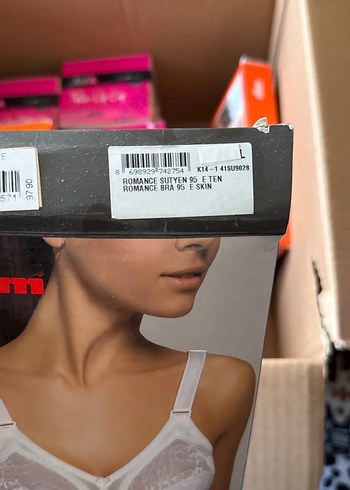 L
8 698929 742754 K14-1 41SU9028
ROMANCE SUTYEN 95 E TEN
ROMANCE BRA 95 E SKIN
571
9790
m